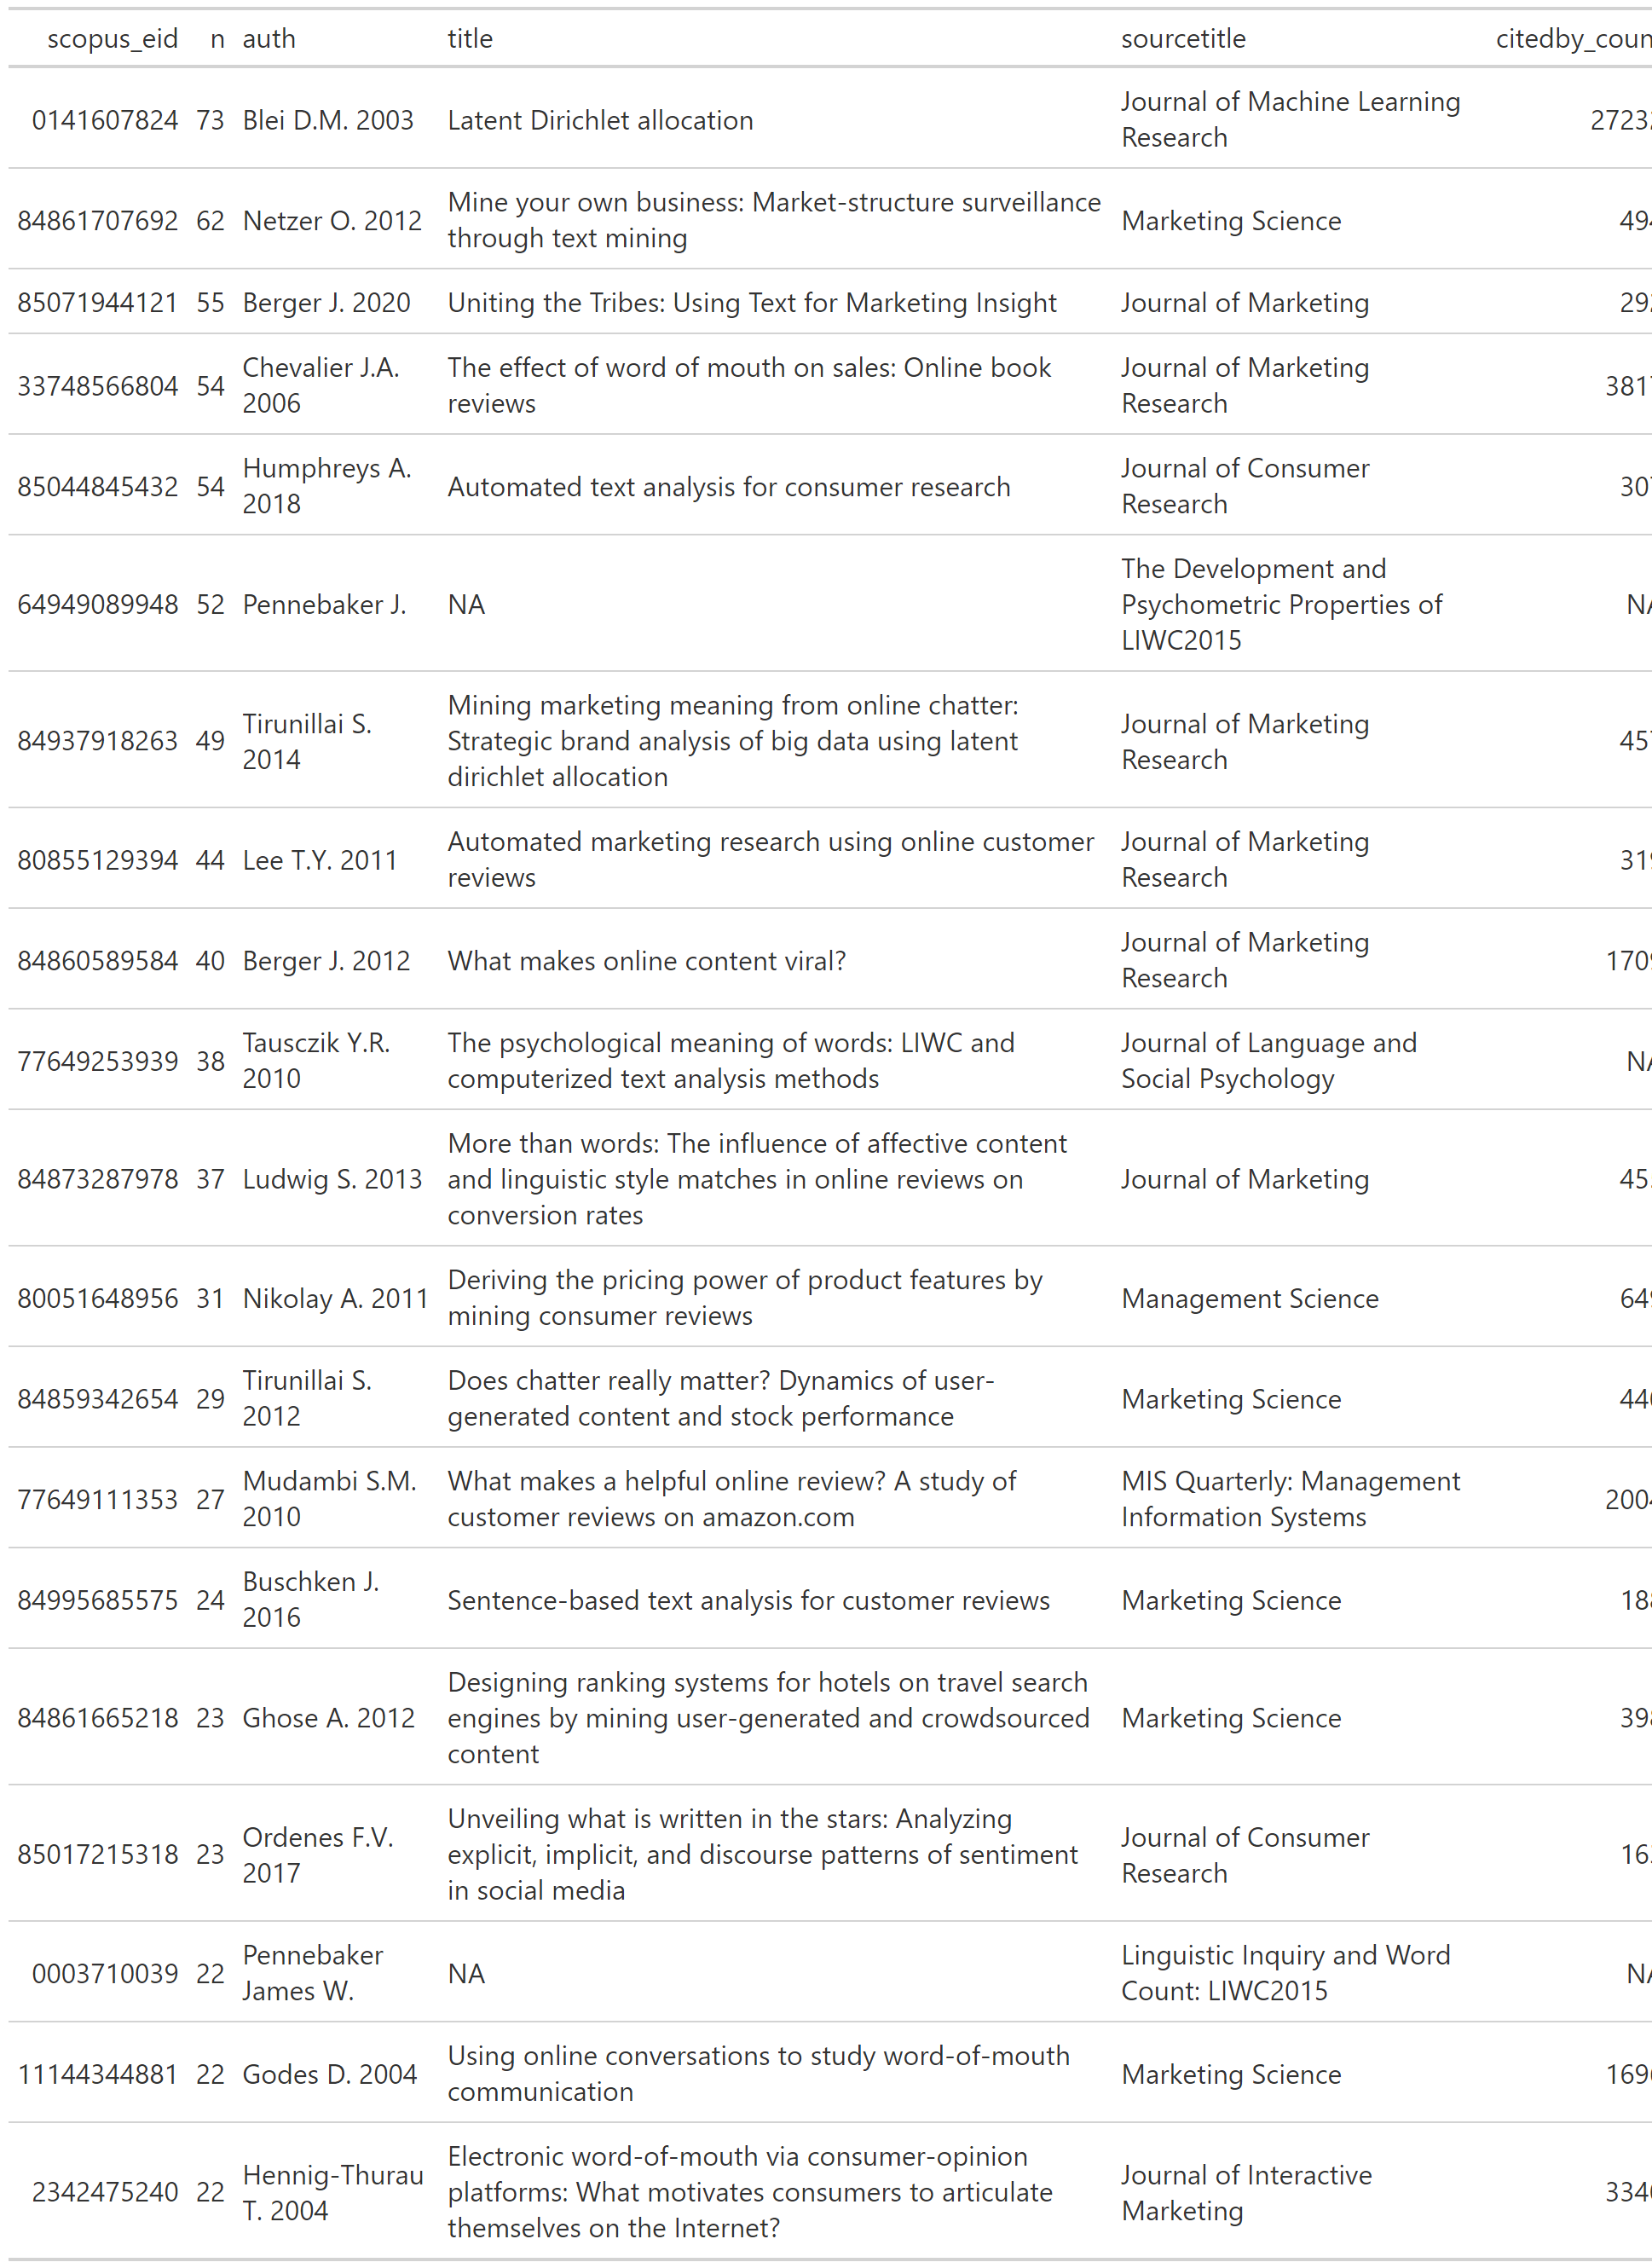 scopus_eid n auth title sourcetitle citedby_coun
0141607824 73 Blei D.M. 2003 Latent Dirichlet allocation
Journal of Machine Learning
Research
84861707692 62 Netzer O. 2012
Mine your own business: Market-structure surveillance
through text mining
Marketing Science 494
85071944121 55 Berger J. 2020 Uniting the Tribes: Using Text for Marketing Insight Journal of Marketing
33748566804 54
Chevalier J.A.
2006
The effect of word of mouth on sales: Online book
reviews
Journal of Marketing
Research
3817
85044845432 54
Humphreys A.
2018
Automated text analysis for consumer research
Journal of Consumer
Research
307
64949089948 52 Pennebaker J. NA
The Development and
Psychometric Properties of
LIWC2015
NA
84937918263 49
Tirunillai S.
2014
Mining marketing meaning from online chatter:
Strategic brand analysis of big data using latent
dirichlet allocation
Journal of Marketing
Research
457
80855129394 44 Lee T.Y. 2011
Automated marketing research using online customer
reviews
Journal of Marketing
Research
319
84860589584 40 Berger J. 2012 What makes online content viral?
Journal of Marketing
Research
1709
77649253939 38
Tausczik Y.R.
2010
The psychological meaning of words: LIWC and
computerized text analysis methods
Journal of Language and
Social Psychology
NA
84873287978 37 Ludwig S. 2013
More than words: The influence of affective content
and linguistic style matches in online reviews on
conversion rates
Journal of Marketing
80051648956 31 Nikolay A. 2011
Deriving the pricing power of product features by
mining consumer reviews
Management Science 649
84859342654 29
Tirunillai S.
2012
Does chatter really matter? Dynamics of user-
generated content and stock performance
Marketing Science
77649111353 27
Mudambi S.M.
2010
What makes a helpful online review? A study of
customer reviews on amazon.com
MIS Quarterly: Management
Information Systems
2004
84995685575 24
Buschken J.
2016
Sentence-based text analysis for customer reviews
Marketing Science 188
84861665218 23 Ghose A. 2012
Designing ranking systems for hotels on travel search
engines by mining user-generated and crowdsourced
content
Marketing Science 398
85017215318 23
Ordenes F.V.
2017
Unveiling what is written in the stars: Analyzing
explicit, implicit, and discourse patterns of sentiment
in social media
Journal of Consumer
Research
0003710039 22
Pennebaker
James W.
NA
Linguistic Inquiry and Word
Count: LIWC2015
NA
11144344881 22 Godes D. 2004
Using online conversations to study word-of-mouth
communication
Marketing Science
2342475240 22
Hennig-Thurau
T. 2004
Electronic word-of-mouth via consumer-opinion
platforms: What motivates consumers to articulate
themselves on the Internet?
Journal of Interactive
Marketing